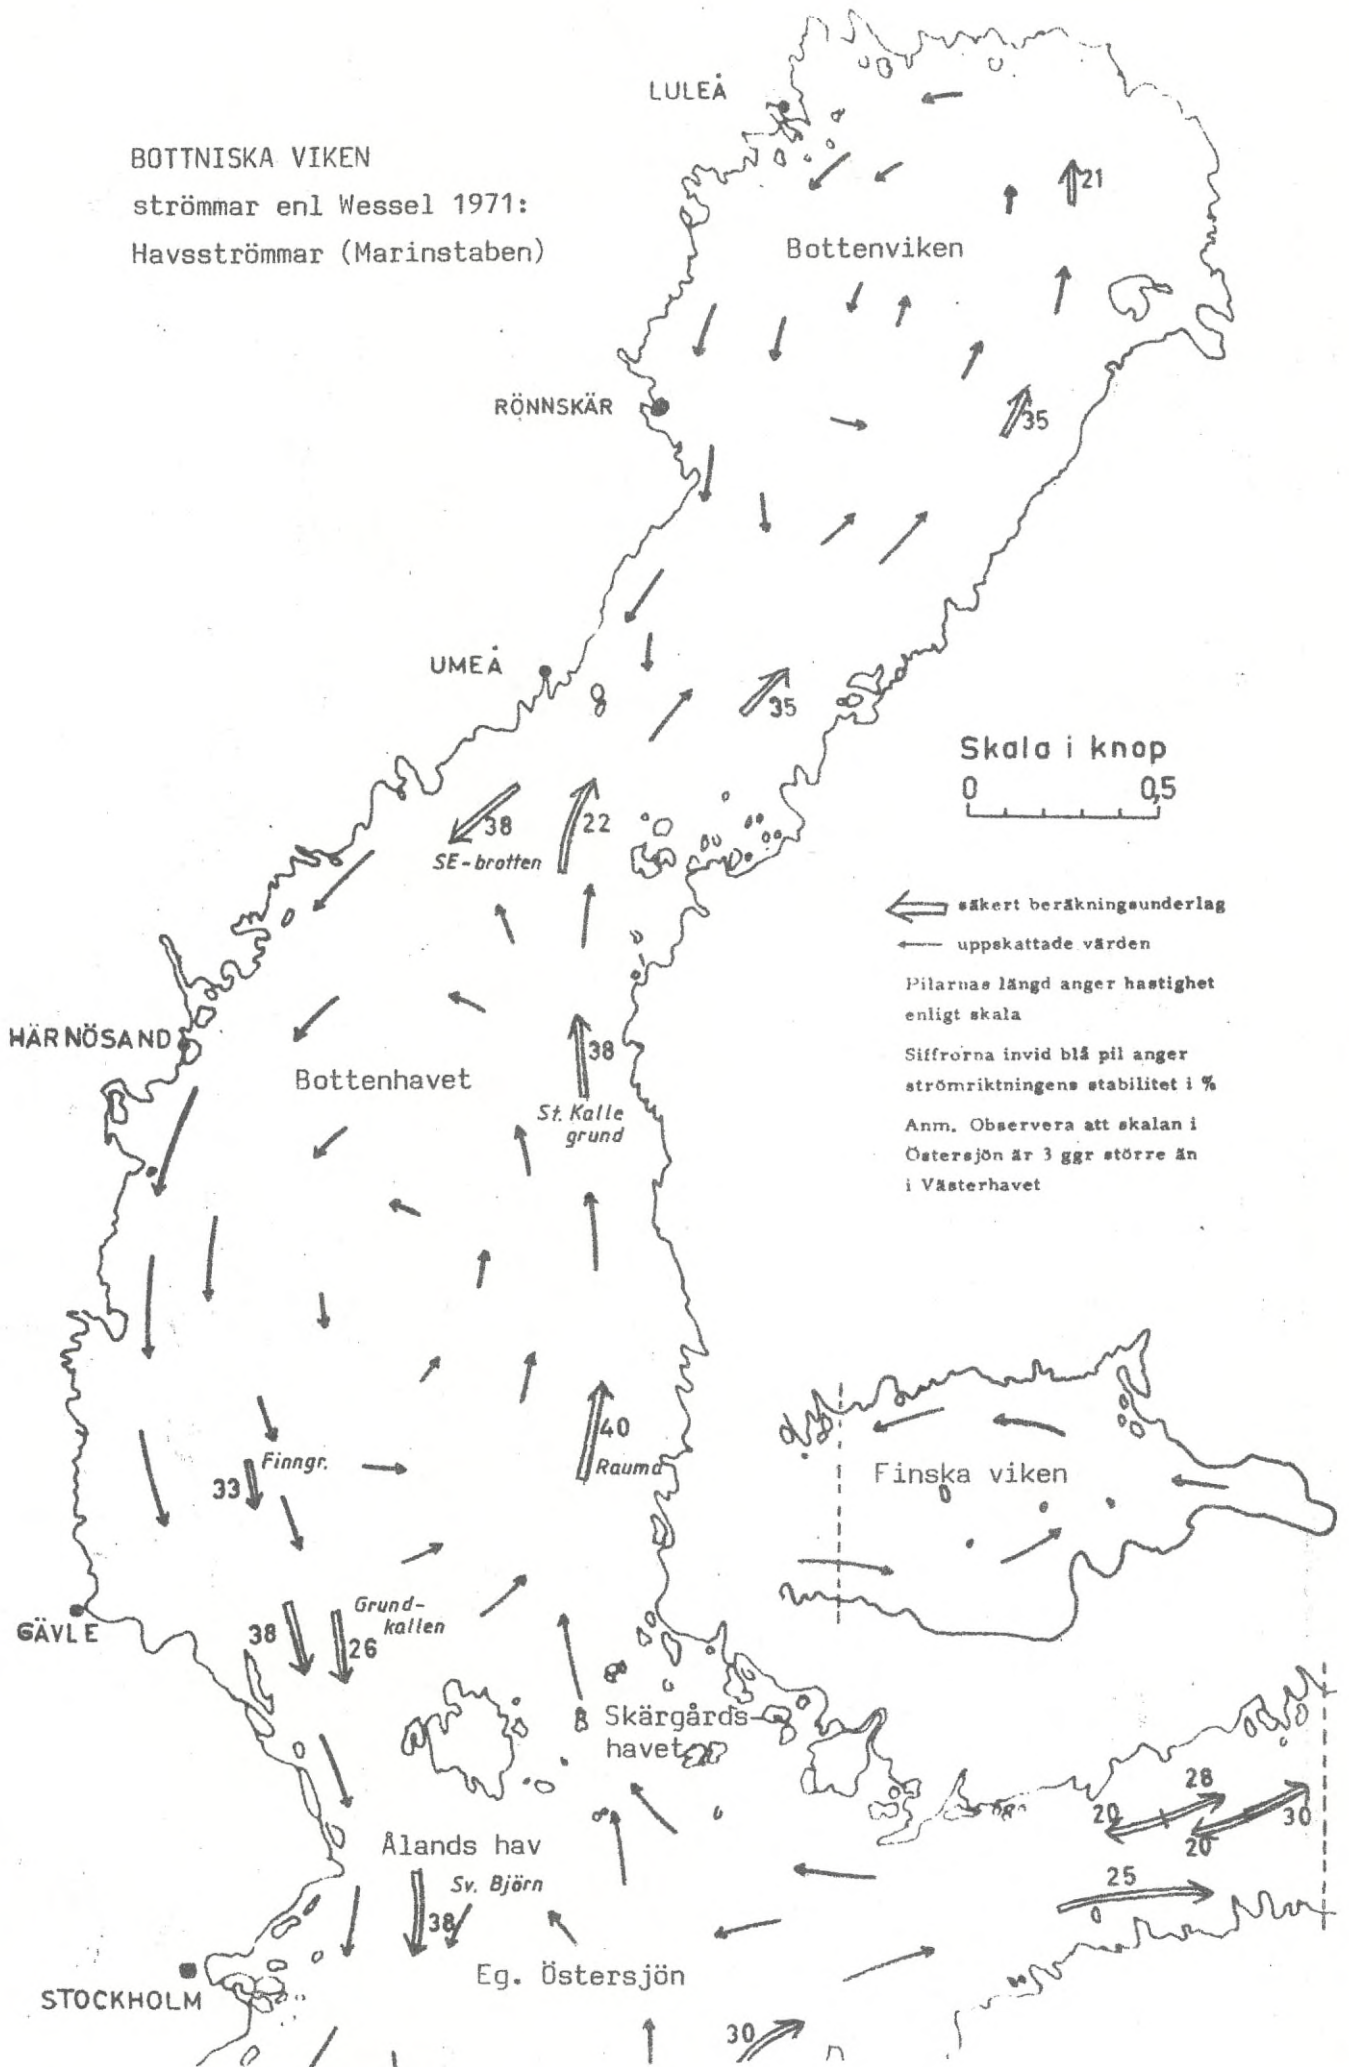 LULEÅ
BOTTNISKA VIKEN
strömmar enl Wessel 1971:
Havsströmmar (Marinstaben)
21
Bottenviken
RÖNNSKÄR
35
UMEÅ
35
Skala i knop
0 0,5
38
22
SE-brotten
säkert beräkningsunderlag
uppskattade värden
Pilarnas längd anger hastighet
enligt skala
Siffrorna invid blå pil anger
strömriktningens stabilitet i %
Anm. Observera att skalan i
Östersjön är 3 ggr större än
i Västerhavet
HÄRNÖSAND
38
Bottenhavet
St. Kalle
grund
40
Rauma
Finngr.
33
Finska viken
GÄVLE
38
Grund-
kallen
26
Skärgårds-
havet
28
20
30
20
25
Ålands hav
Sv. Björn
38
Eg. Östersjön
STOCKHOLM
30